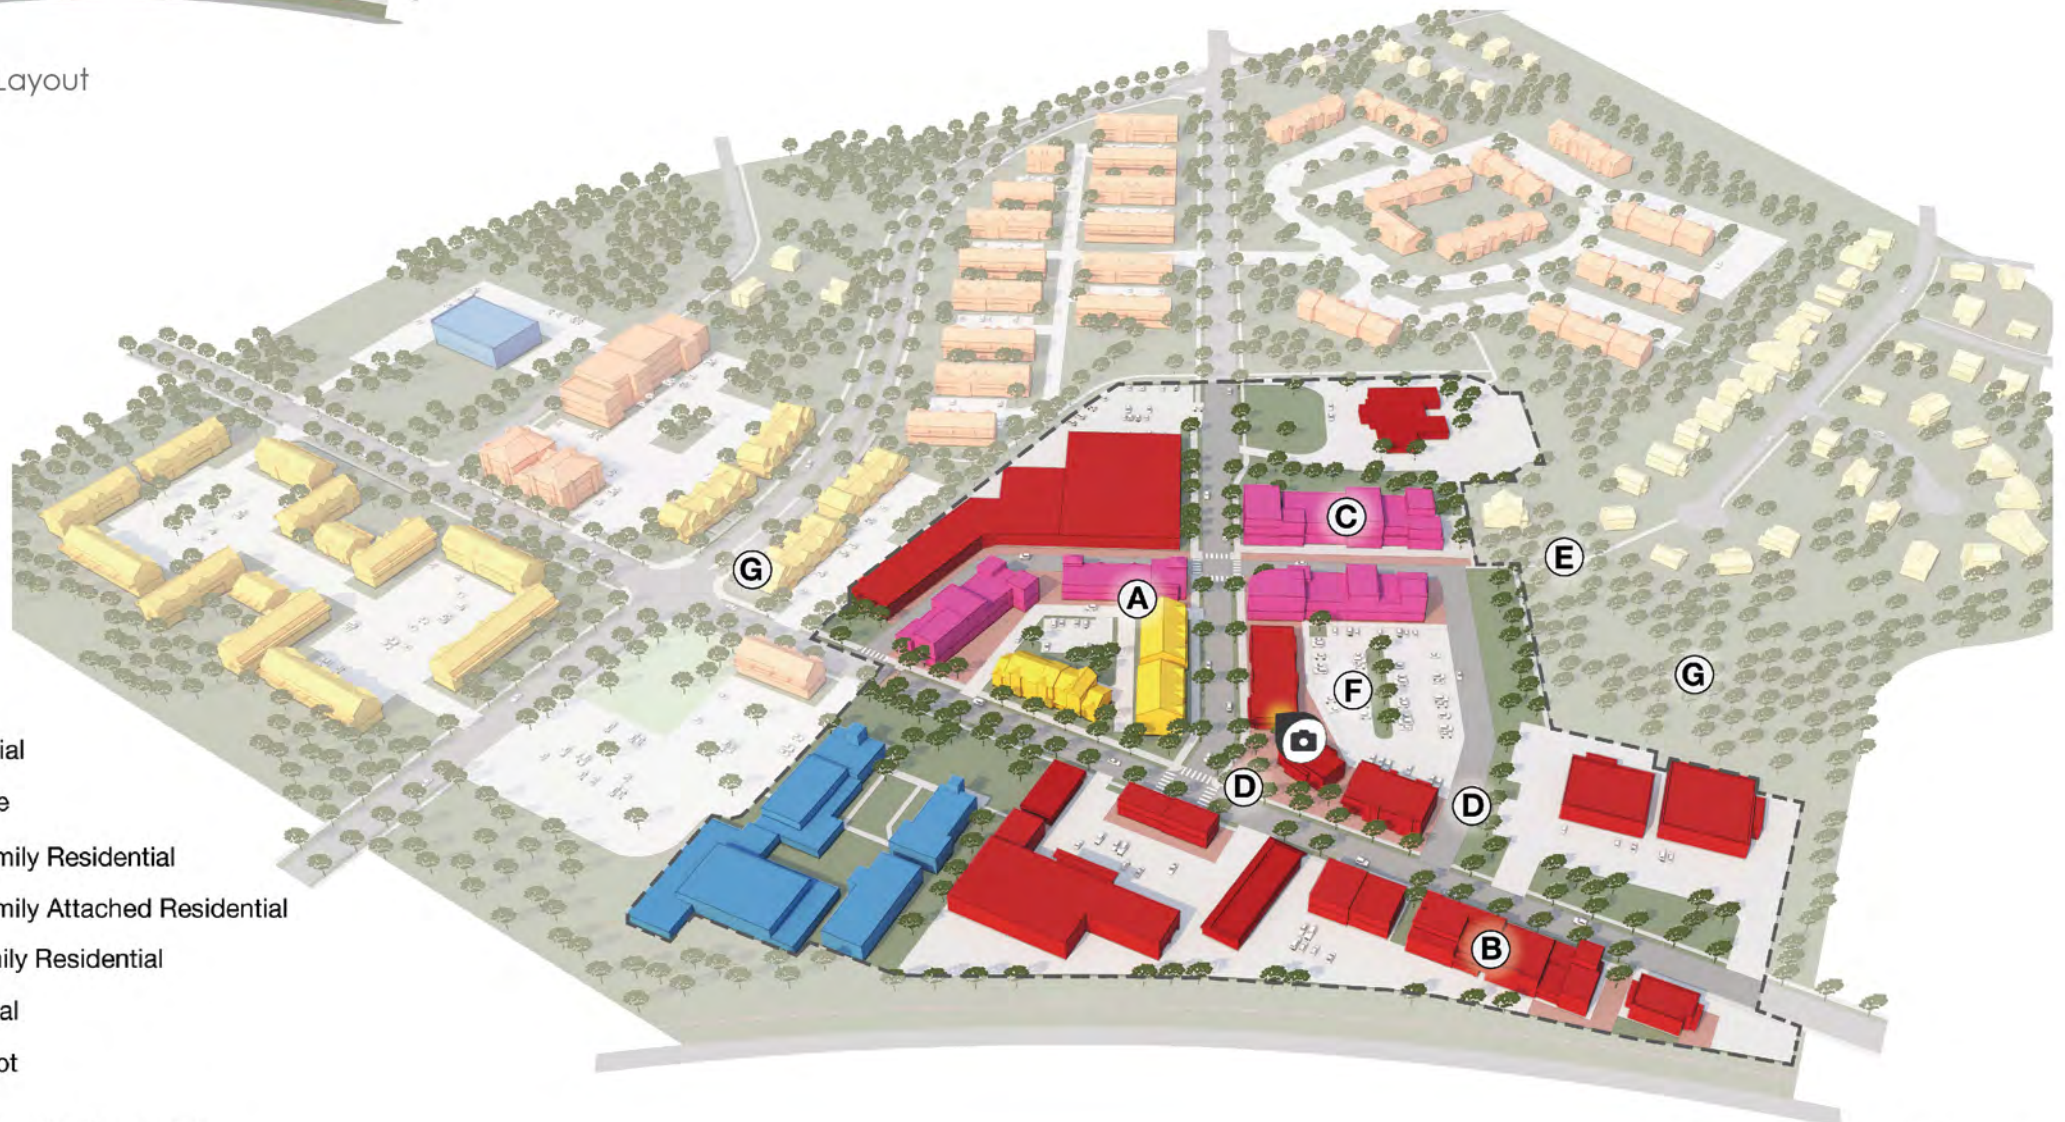 Layout
C
G
E
A
G
F
D
D
ial
e
mily Residential
mily Attached Residential
ily Residential
B
al
ot